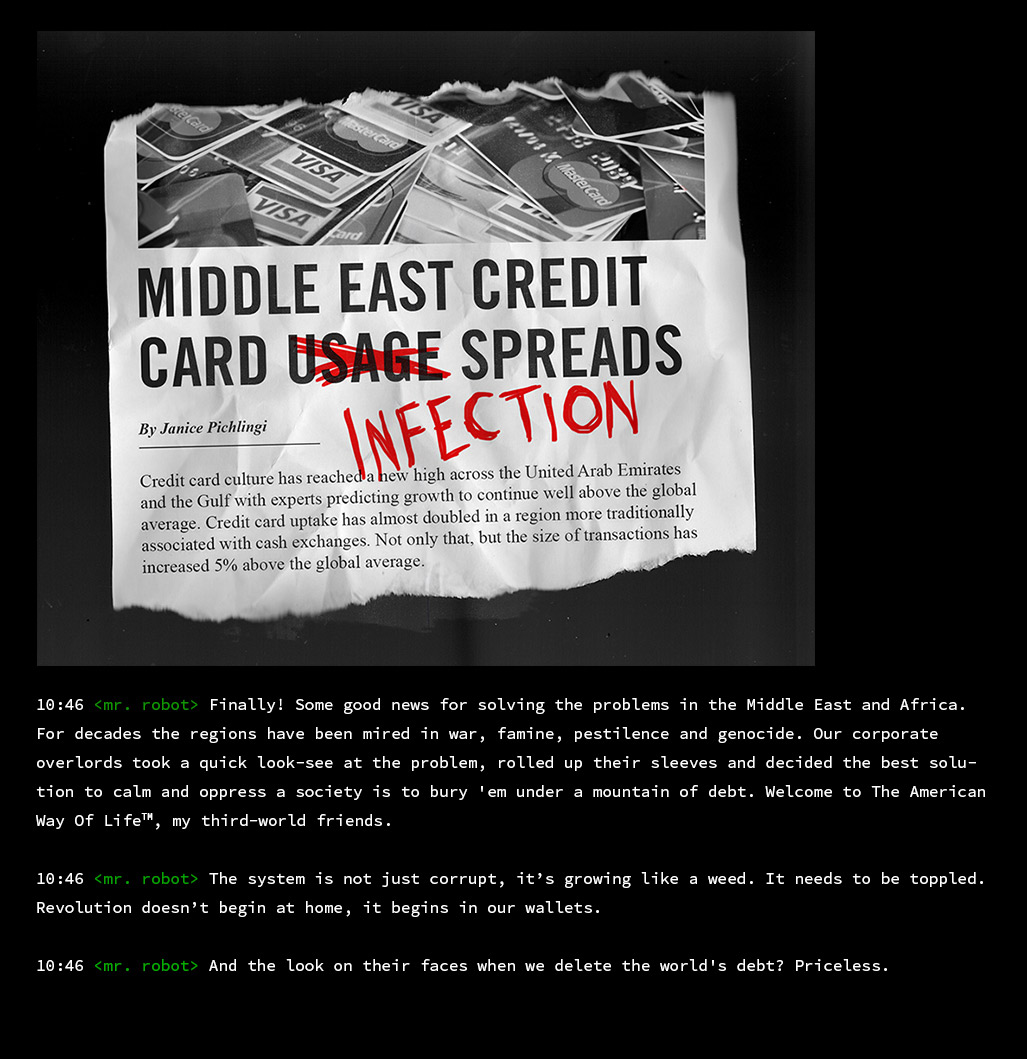 MasterCard
VISA
MasterCard
VISA
MasterCard
VISA
VISA
Card
MIDDLE EAST CREDIT
CARD USAGE SPREADS
INFECTION
By Janice Pichlingi
Credit card culture has reached a new high across the United Arab Emirates
and the Gulf with experts predicting growth to continue well above the global
average. Credit card uptake has almost doubled in a region more traditionally
associated with cash exchanges. Not only that, but the size of transactions has
increased 5% above the global average.
10:46 <mr. robot> Finally! Some good news for solving the problems in the Middle East and Africa.
For decades the regions have been mired in war, famine, pestilence and genocide. Our corporate
overlords took a quick look-see at the problem, rolled up their sleeves and decided the best solu-
tion to calm and oppress a society is to bury 'em under a mountain of debt. Welcome to The American
Way Of Life™, my third-world friends.
10:46 <mr. robot> The system is not just corrupt, it’s growing like a weed. It needs to be toppled.
Revolution doesn’t begin at home, it begins in our wallets.
10:46 <mr. robot> And the look on their faces when we delete the world's debt? Priceless.